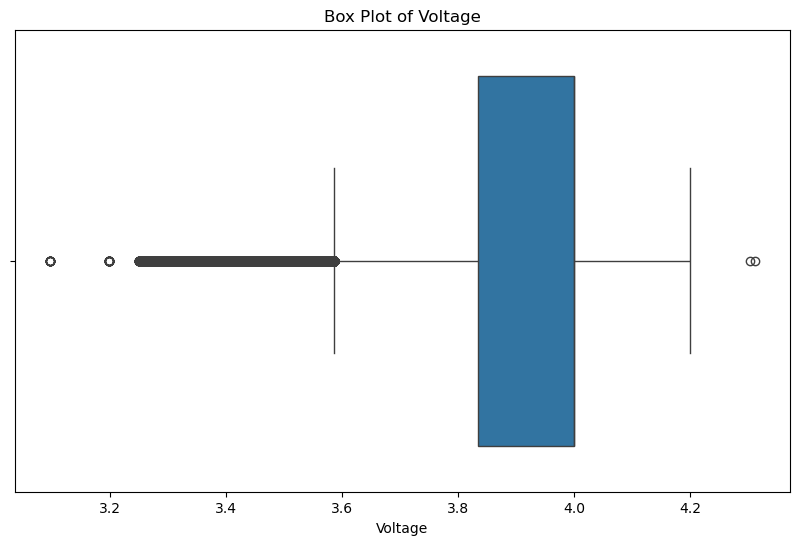 Box Plot of Voltage
3.2 3.4 3.6 3.8 4.0 4.2
Voltage